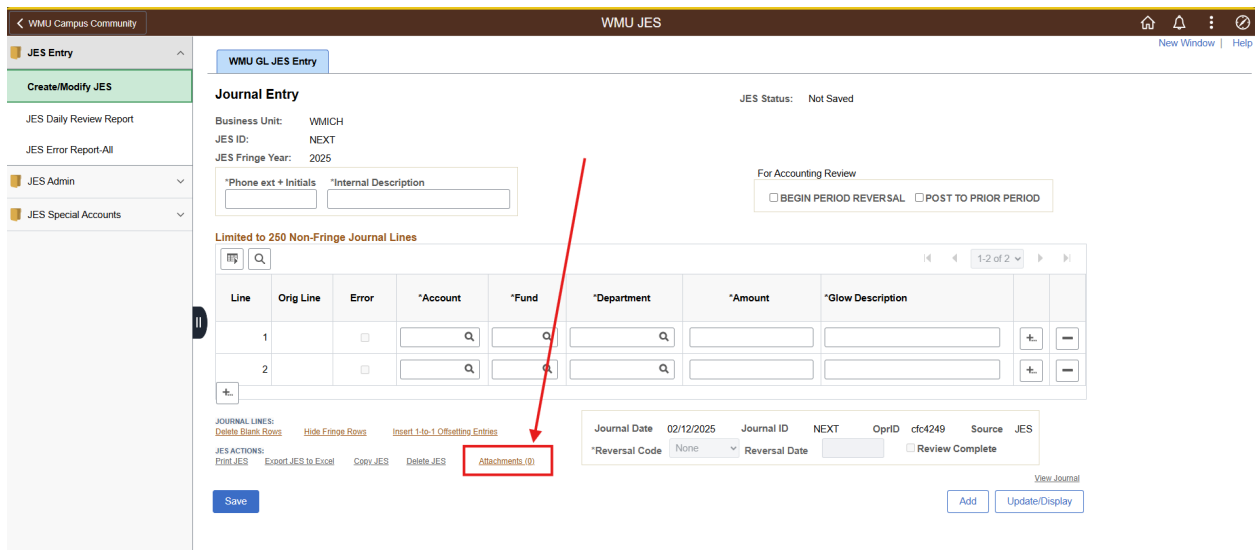 WMU Campus Community
WMU JES
New Window | Help
JES Entry
Create/Modify JES
JES Daily Review Report
JES Error Report-All
JES Admin
JES Special Accounts
WMU GL JES Entry
Journal Entry
JES Status: Not Saved
Business Unit: WMICH
JES ID: NEXT
JES Fringe Year: 2025
*Phone ext + Initials *Internal Description
For Accounting Review
BEGIN PERIOD REVERSAL POST TO PRIOR PERIOD
Limited to 250 Non-Fringe Journal Lines
1-2 of 2
Line Orig Line Error *Account *Fund *Department *Amount *Glow Description
1
2
JOURNAL LINES:
Delete Blank Rows Hide Fringe Rows Insert 1-to-1 Offsetting Entries
JES ACTIONS:
Print JES Export JES to Excel Copy JES Delete JES Attachments (0)
Journal Date 02/12/2025 Journal ID NEXT OprID cfc4249 Source JES
*Reversal Code None Reversal Date Review Complete
View Journal
Save Add Update/Display